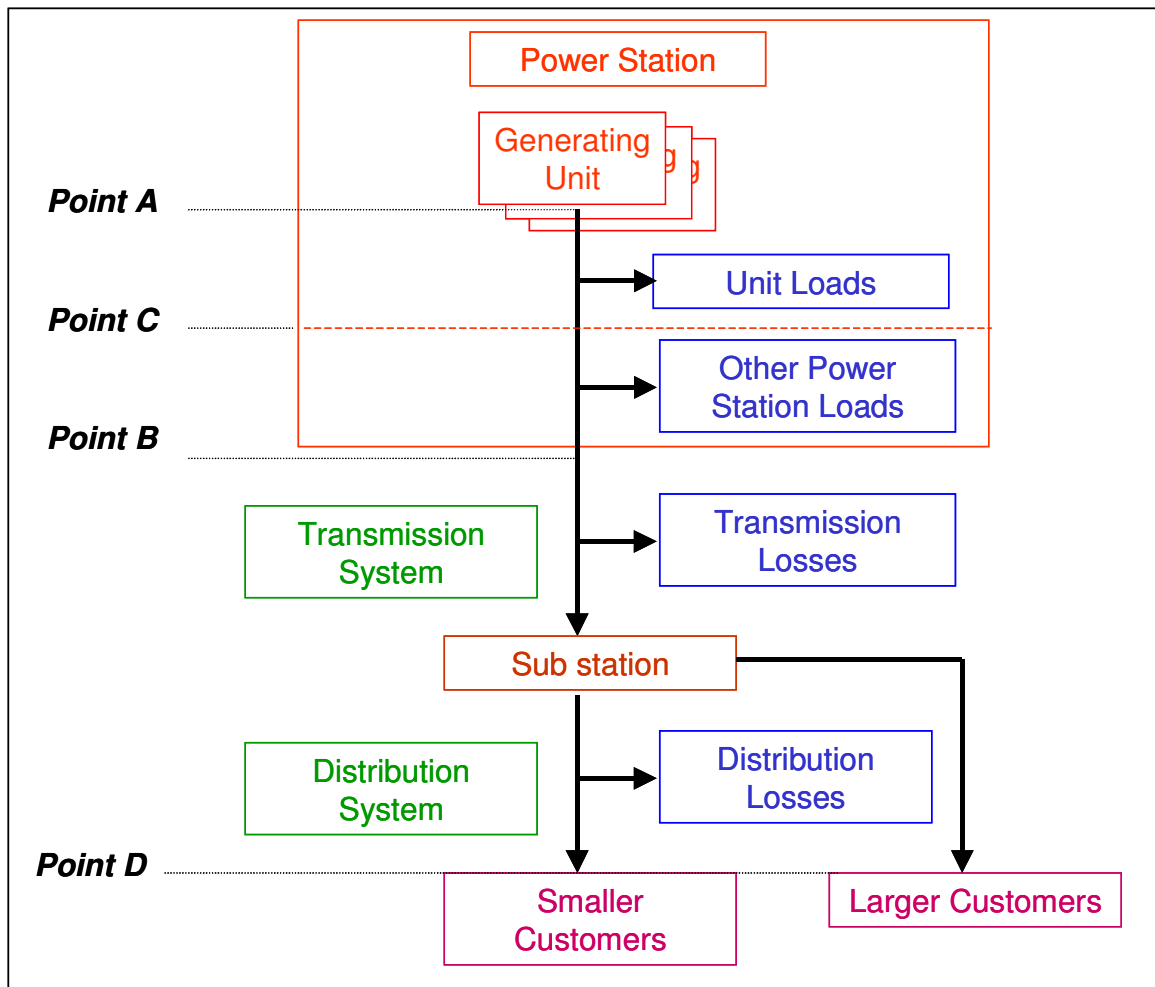 Power Station
Generating
Unit
g
g
Point A
Unit Loads
Point C
Other Power
Station Loads
Point B
Transmission
System
Transmission
Losses
Sub station
Distribution
System
Distribution
Losses
Point D
Smaller
Customers
Larger Customers